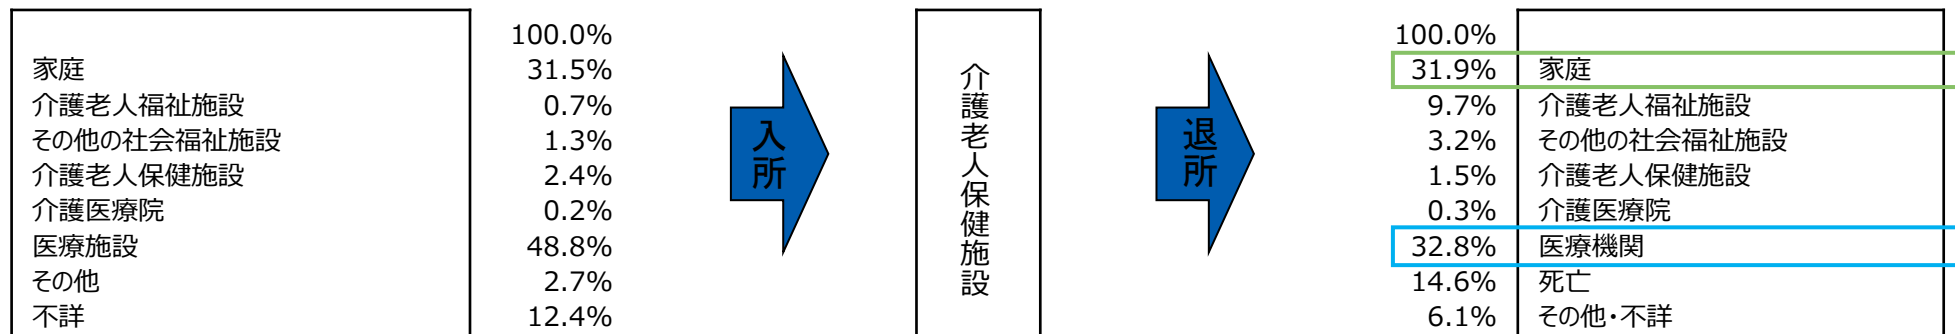 100.0%
家庭 31.5%
介護老人福祉施設 0.7%
その他の社会福祉施設 1.3%
介護老人保健施設 2.4%
介護医療院 0.2%
医療施設 48.8%
その他 2.7%
不詳 12.4%
入所
介護老人保健施設
退所
100.0%
31.9% 家庭
9.7% 介護老人福祉施設
3.2% その他の社会福祉施設
1.5% 介護老人保健施設
0.3% 介護医療院
32.8% 医療機関
14.6% 死亡
6.1% その他・不詳